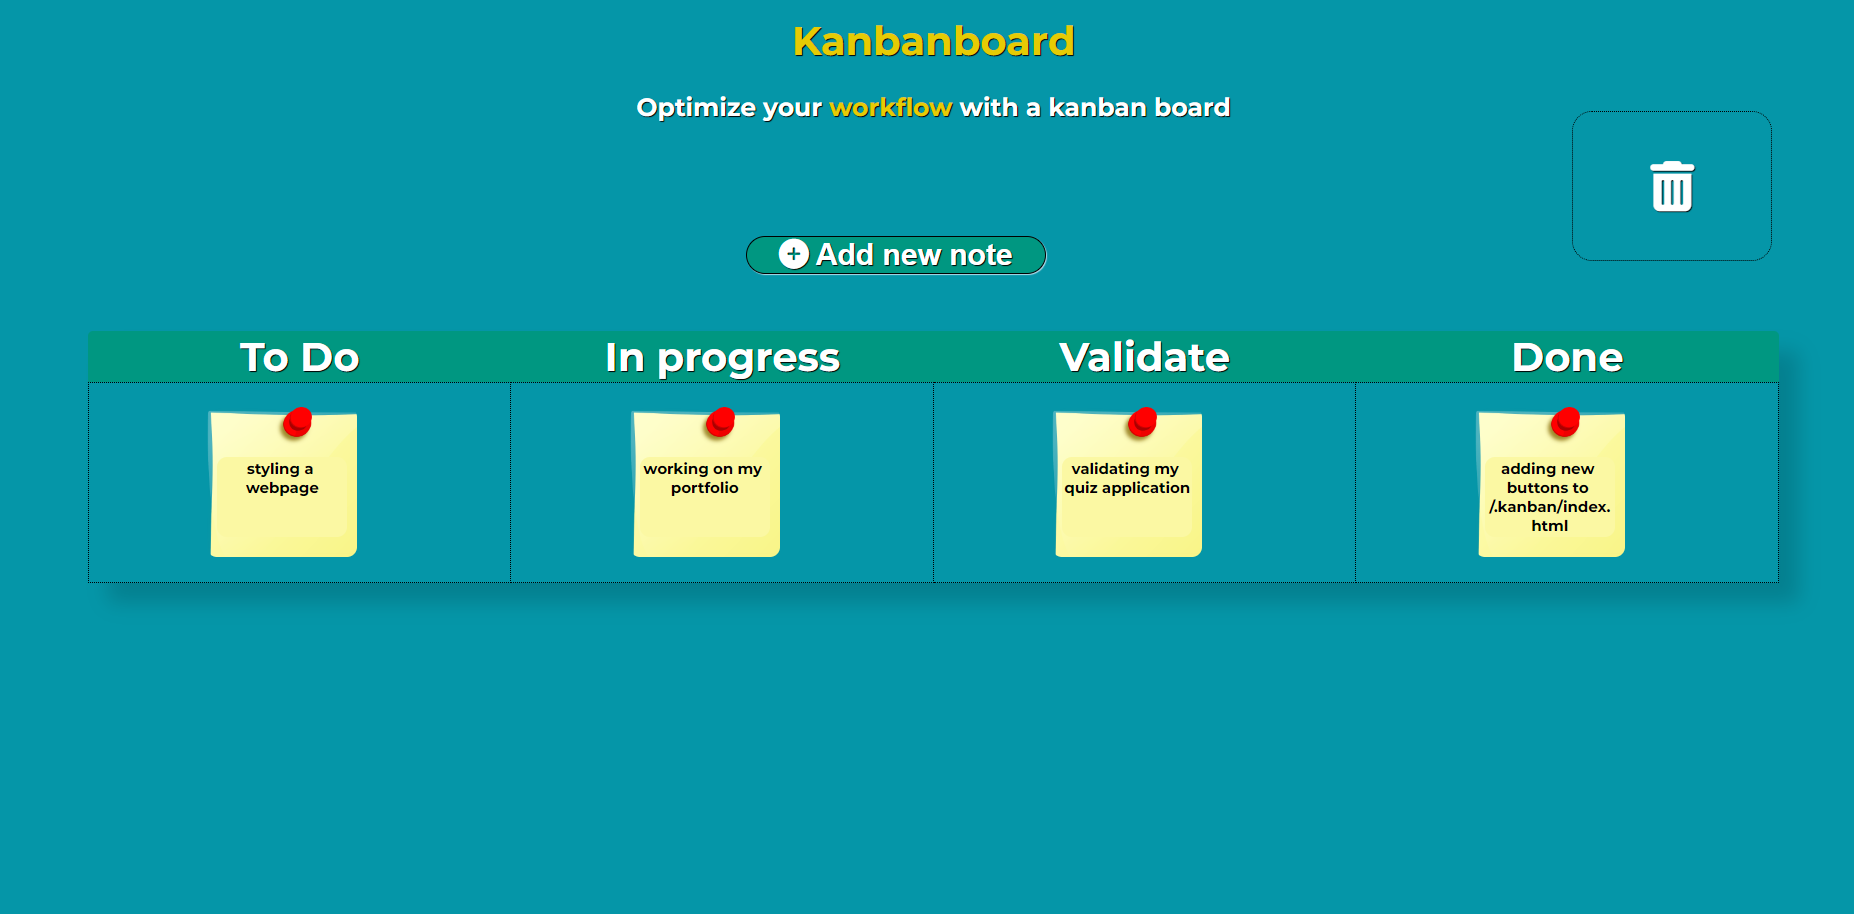 Kanbanboard
Optimize your workflow with a kanban board
Add new note
To Do
In progress
Validate
Done
styling a
webpage
working on my
portfolio
validating my
quiz application
adding new
buttons to
/.kanban/index.
html